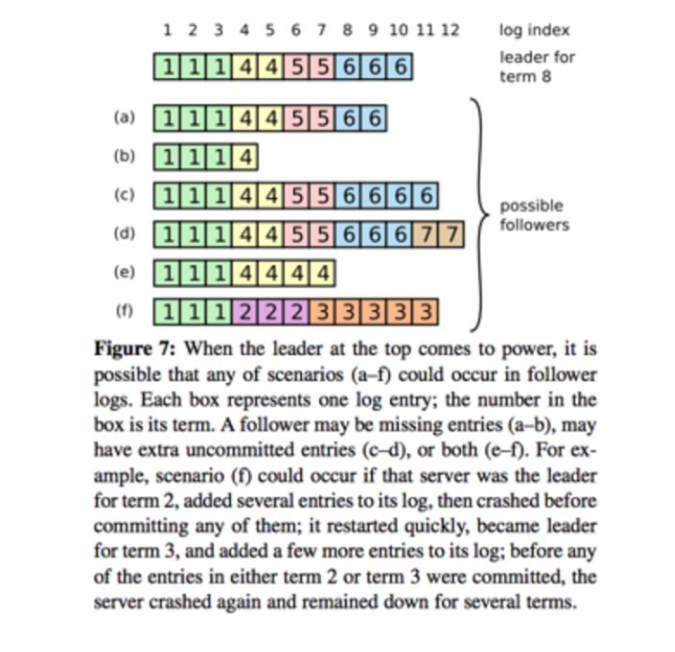 1 2 3 4 5 6 7 8 9 10 11 12 log index
1 1 1 4 4 5 5 6 6 6 leader for
term 8
(a) 1 1 1 4 4 5 5 6 6
(b) 1 1 1 4
(c) 1 1 1 4 4 5 5 6 6 6 6
(d) 1 1 1 4 4 5 5 6 6 6 7 7
(e) 1 1 1 4 4 4 4
(f) 1 1 1 2 2 2 3 3 3 3 3
possible
followers
Figure 7: When the leader at the top comes to power, it is
possible that any of scenarios (a–f) could occur in follower
logs. Each box represents one log entry; the number in the
box is its term. A follower may be missing entries (a–b), may
have extra uncommitted entries (c–d), or both (e–f). For ex-
ample, scenario (f) could occur if that server was the leader
for term 2, added several entries to its log, then crashed before
committing any of them; it restarted quickly, became leader
for term 3, and added a few more entries to its log; before any
of the entries in either term 2 or term 3 were committed, the
server crashed again and remained down for several terms.